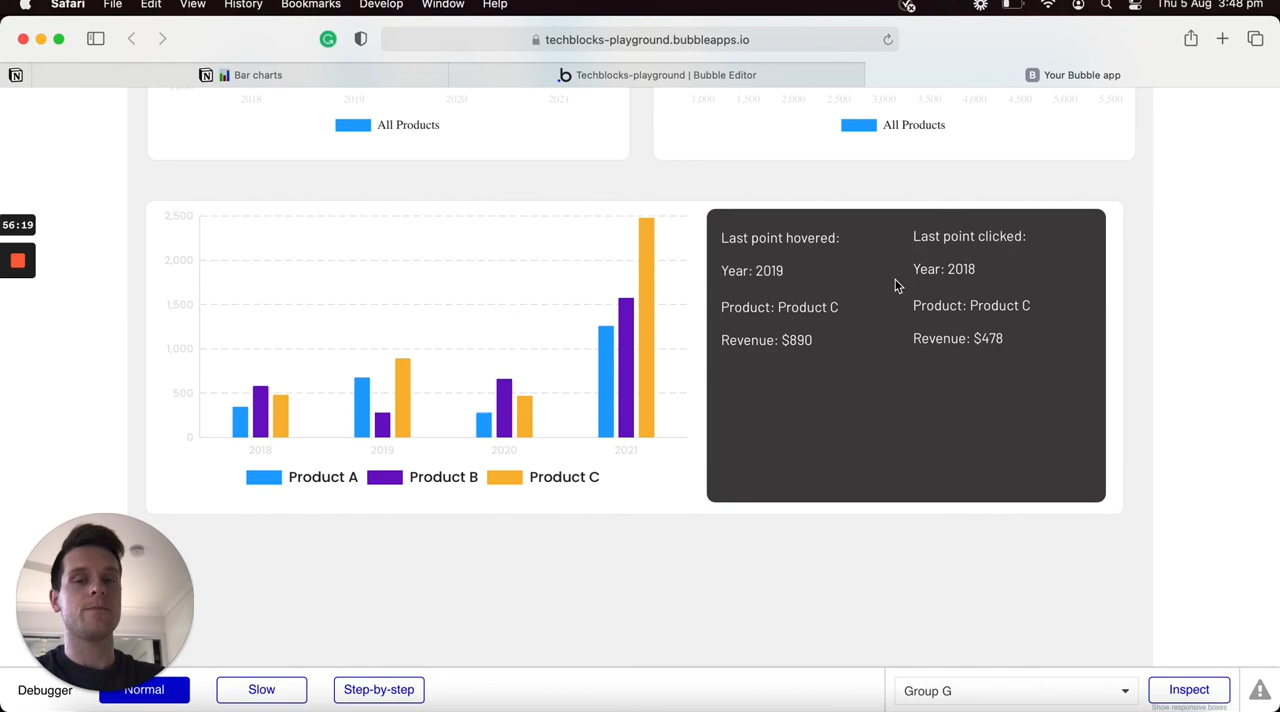 Safari File Edit View History Bookmarks Develop Window Help Thu 5 Aug 3:48 pm
techblocks-playground.bubbleapps.io
Bar charts
Techblocks-playground | Bubble Editor
Your Bubble app
2018 2019 2020 2021
1,000 1,500 2,000 2,500 3,000 3,500 4,000 4,500 5,000 5,500
All Products
All Products
56:19
2,500
2,000
1,500
1,000
500
0
2018 2019 2020 2021
Product A Product B Product C
Last point hovered:
Year: 2019
Product: Product C
Revenue: $890
Last point clicked:
Year: 2018
Product: Product C
Revenue: $478
Debugger Normal Slow Step-by-step Group G Inspect
Show responsive boxes